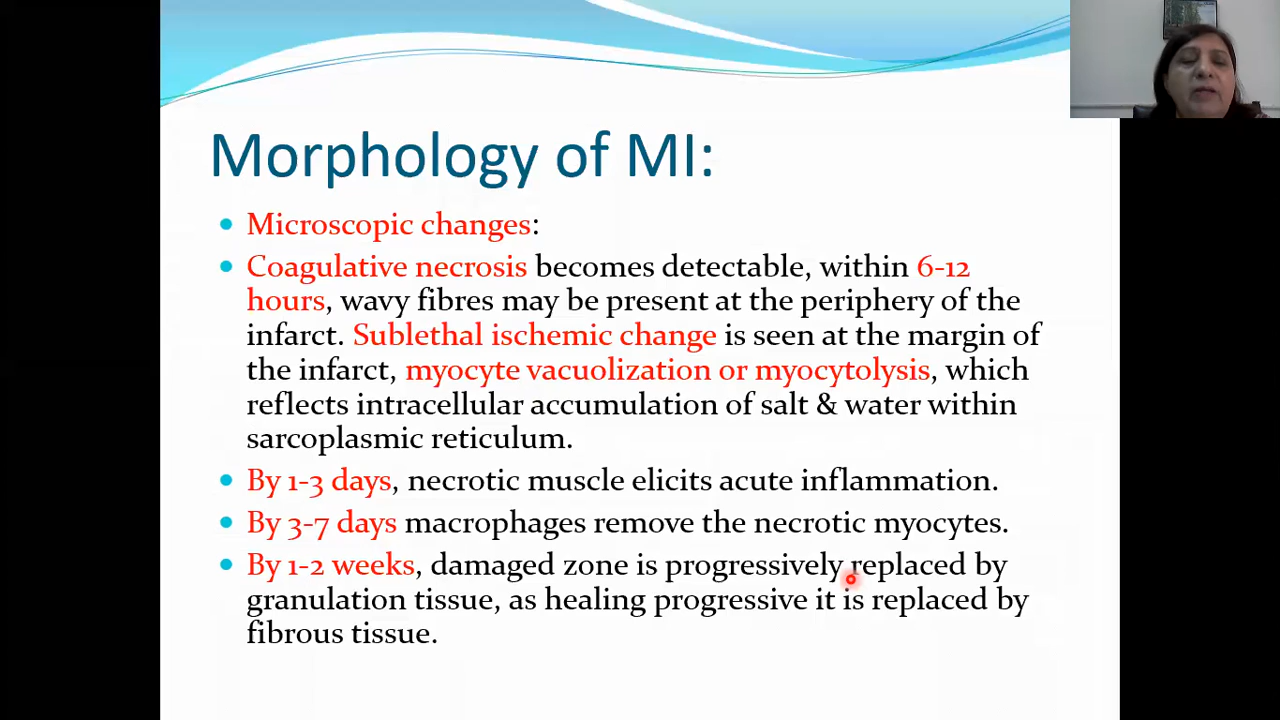 Morphology of MI:
Microscopic changes:
Coagulative necrosis becomes detectable, within 6-12
hours, wavy fibres may be present at the periphery of the
infarct. Sublethal ischemic change is seen at the margin of
the infarct, myocyte vacuolization or myocytolysis, which
reflects intracellular accumulation of salt & water within
sarcoplasmic reticulum.
By 1-3 days, necrotic muscle elicits acute inflammation.
By 3-7 days macrophages remove the necrotic myocytes.
By 1-2 weeks, damaged zone is progressively replaced by
granulation tissue, as healing progressive it is replaced by
fibrous tissue.